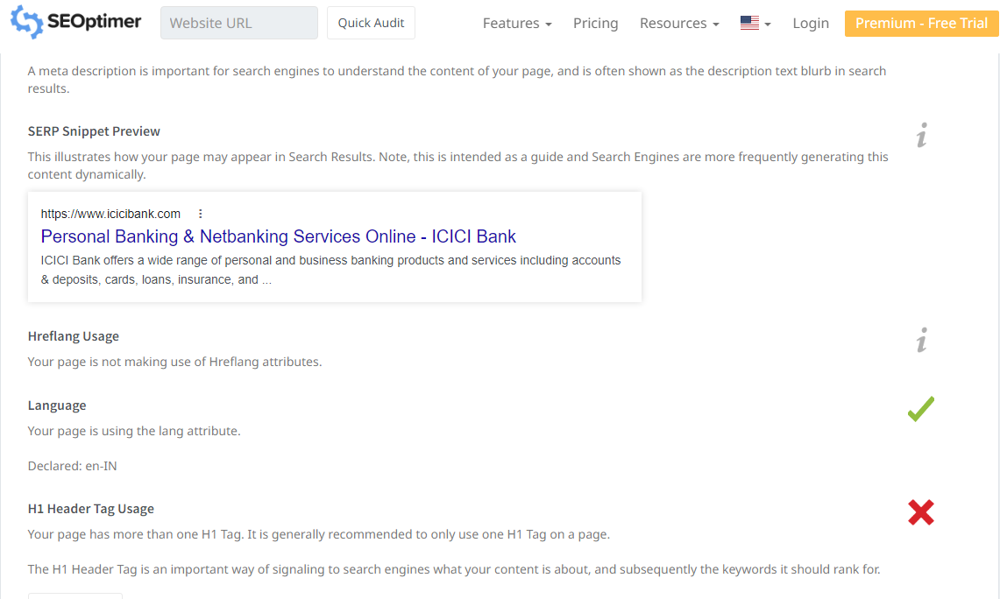 SEOptimer Website URL Quick Audit Features Pricing Resources Login Premium - Free Trial
A meta description is important for search engines to understand the content of your page, and is often shown as the description text blurb in search
results.
SERP Snippet Preview
This illustrates how your page may appear in Search Results. Note, this is intended as a guide and Search Engines are more frequently generating this
content dynamically.
https://www.icicibank.com
Personal Banking & Netbanking Services Online - ICICI Bank
ICICI Bank offers a wide range of personal and business banking products and services including accounts
& deposits, cards, loans, insurance, and ...
Hreflang Usage
Your page is not making use of Hreflang attributes.
Language
Your page is using the lang attribute.
Declared: en-IN
H1 Header Tag Usage
Your page has more than one H1 Tag. It is generally recommended to only use one H1 Tag on a page.
The H1 Header Tag is an important way of signaling to search engines what your content is about, and subsequently the keywords it should rank for.